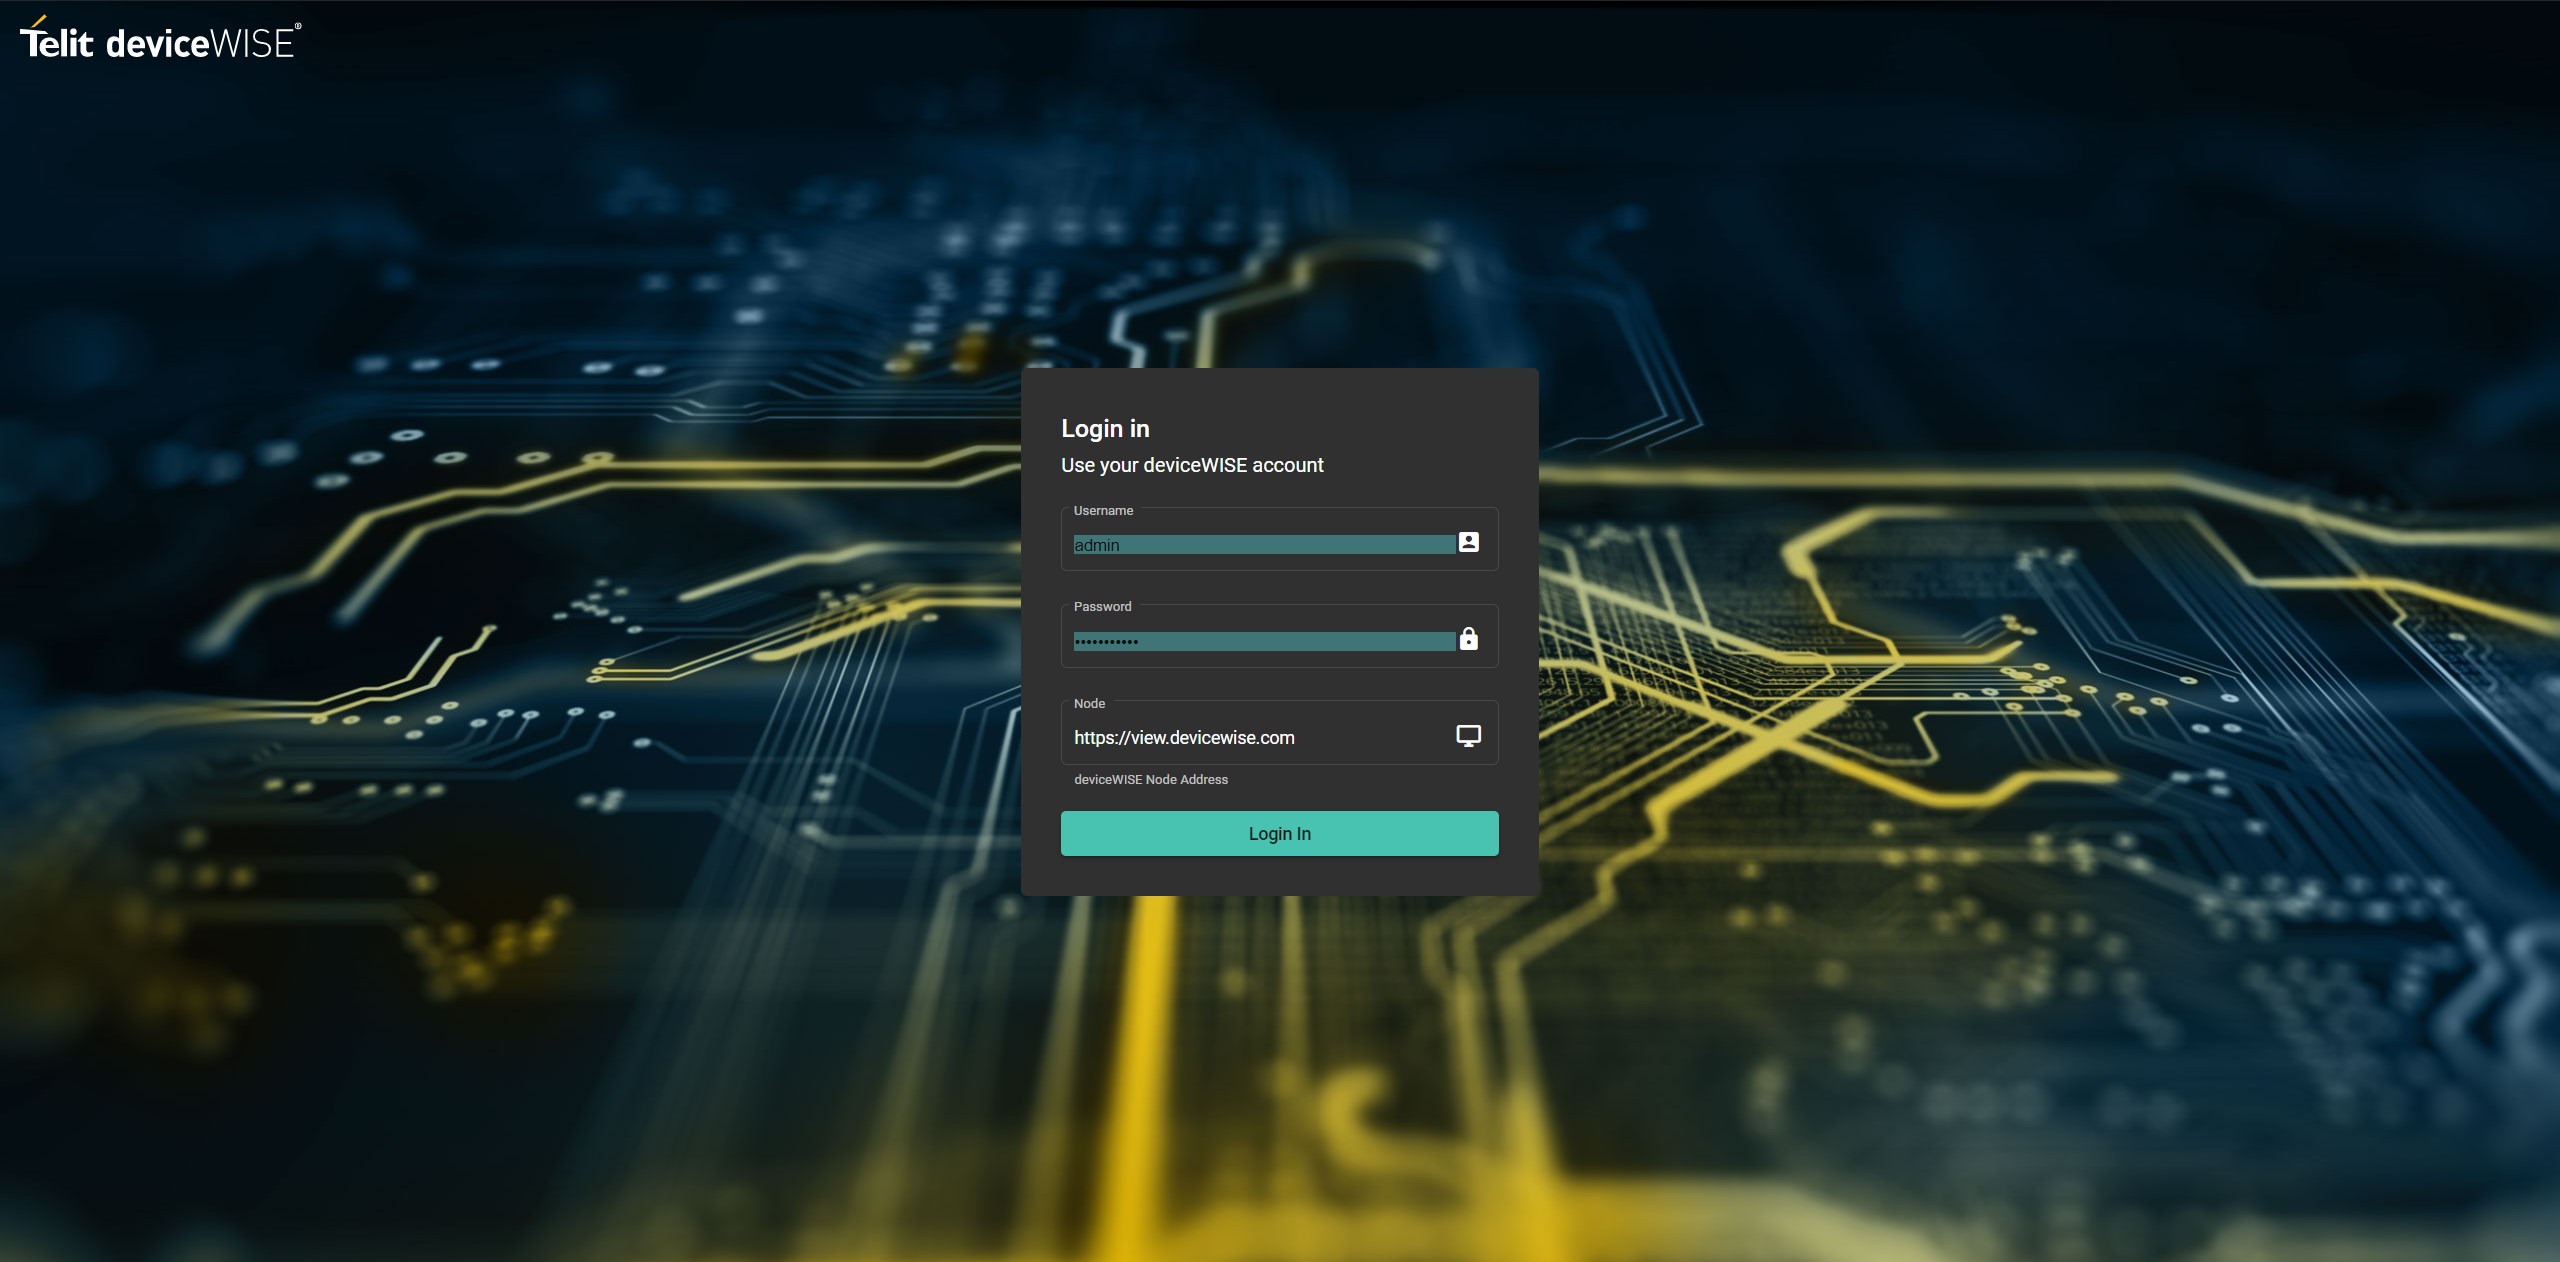 Telit deviceWISE®
Login in
Use your deviceWISE account
Username
admin
Password
•••••••••••
Node
https://view.devicewise.com
deviceWISE Node Address
Login In